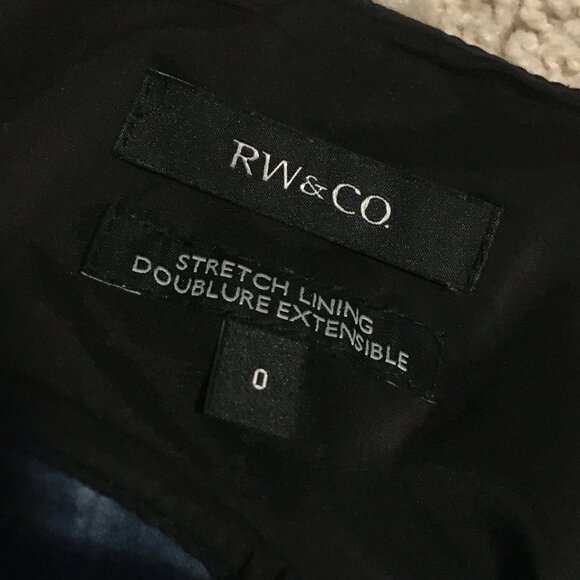 RW&CO.
STRETCH LINING
DOUBLURE EXTENSIBLE
0